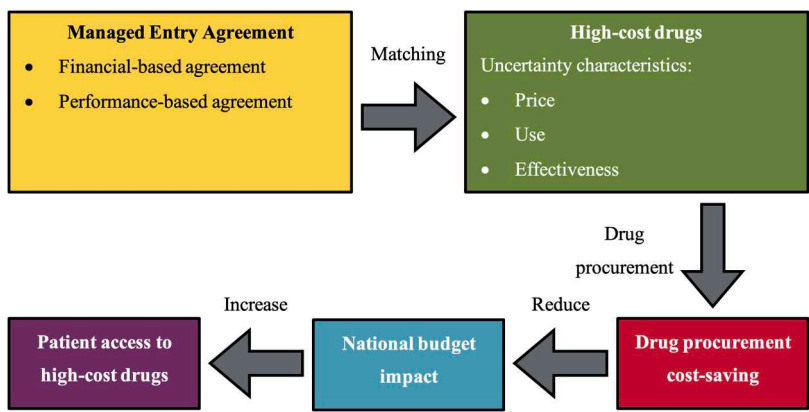 Managed Entry Agreement
• Financial-based agreement
• Performance-based agreement
Matching
High-cost drugs
Uncertainty characteristics:
• Price
• Use
• Effectiveness
Drug
procurement
Drug procurement
cost-saving
Reduce
National budget
impact
Increase
Patient access to
high-cost drugs